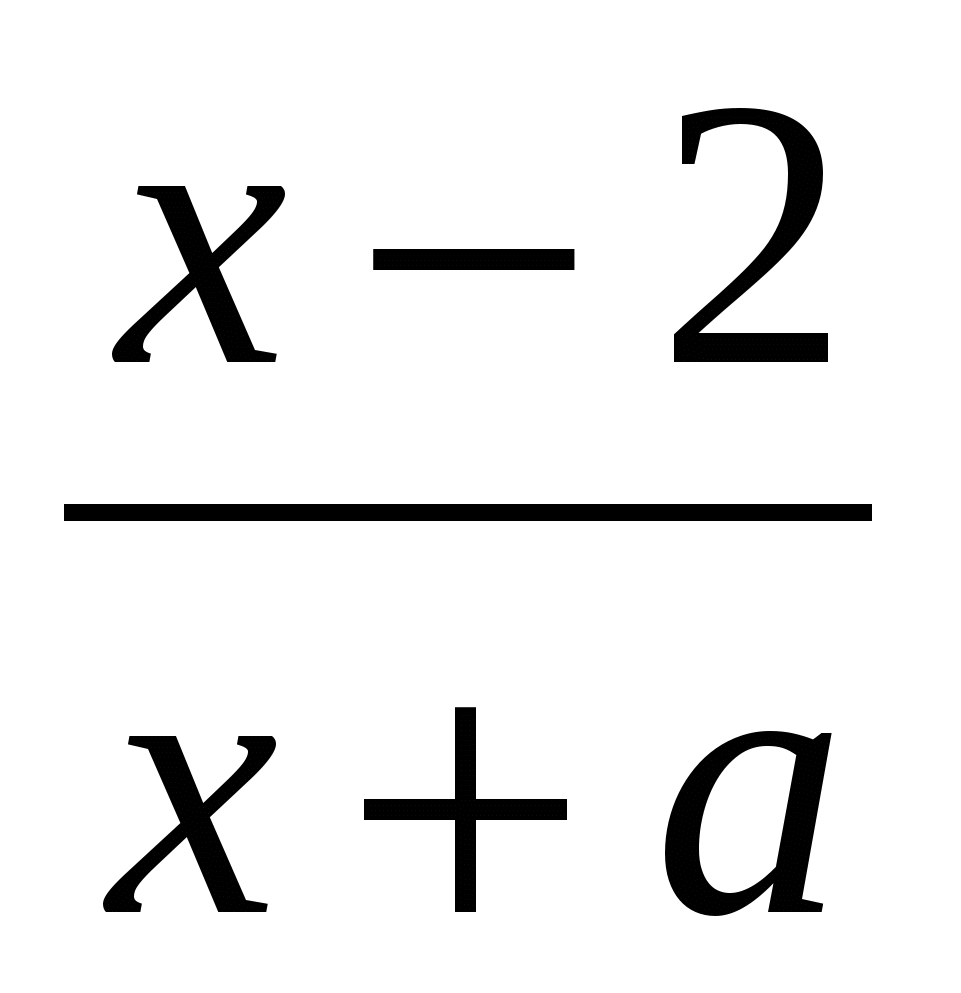 x − 2
x + a